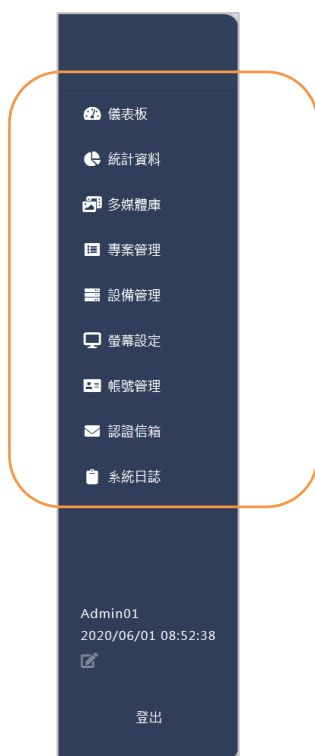 儀表板
統計資料
多媒體庫
專案管理
設備管理
螢幕設定
帳號管理
認證信箱
系統日誌
Admin01
2020/06/01 08:52:38
登出